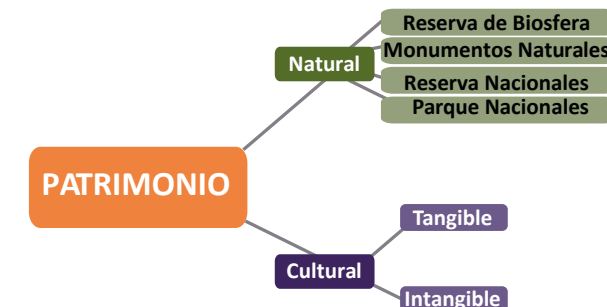 Reserva de Biosfera
Monumentos Naturales
Natural
Reserva Nacionales
Parque Nacionales
PATRIMONIO
Tangible
Cultural
Intangible